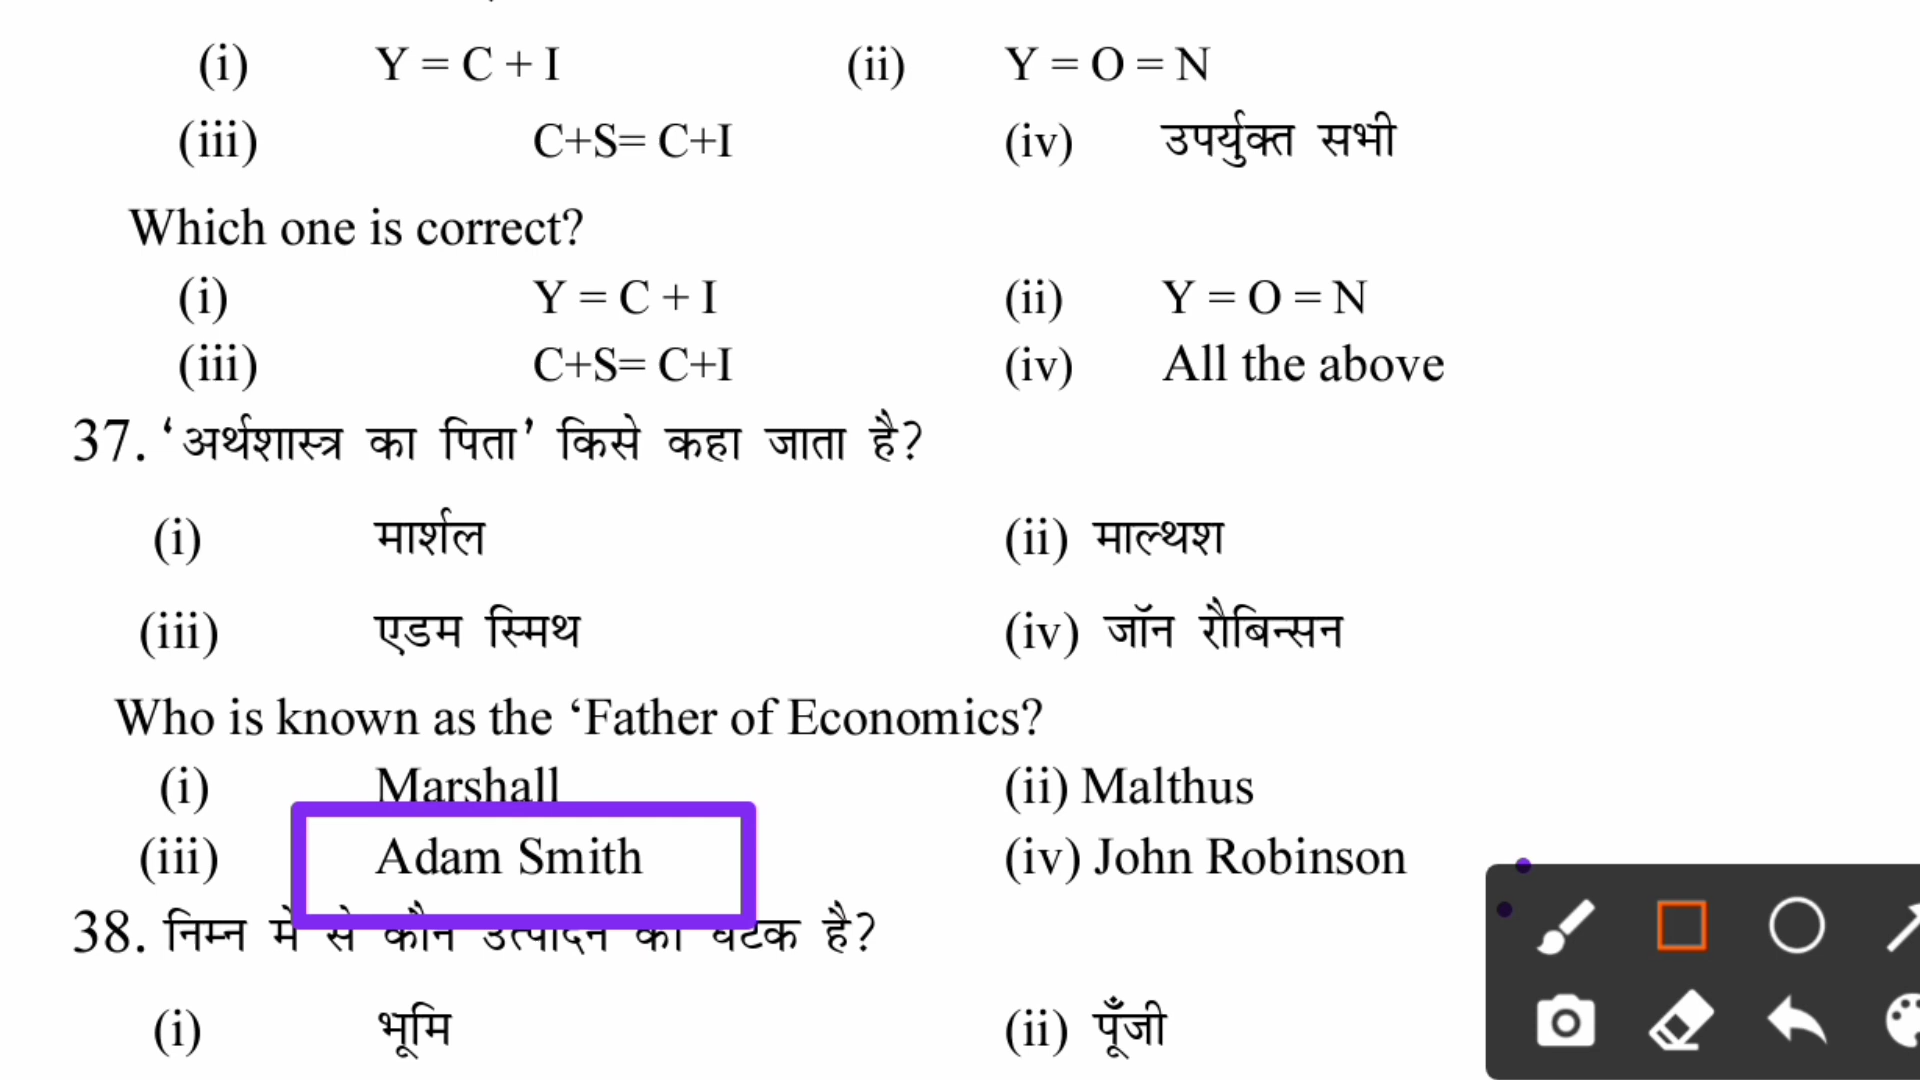 (i) Y = C + I (ii) Y = O = N
(iii) C+S= C+I (iv) उपर्युक्त सभी
Which one is correct?
(i) Y = C + I (ii) Y = O = N
(iii) C+S= C+I (iv) All the above
37. ‘अर्थशास्त्र का पिता’ किसे कहा जाता है?
(i) मार्शल (ii) माल्थश
(iii) एडम स्मिथ (iv) जॉन रौबिन्सन
Who is known as the ‘Father of Economics?
(i) Marshall (ii) Malthus
(iii) Adam Smith (iv) John Robinson
38. निम्न में से कौन उत्पादन का घटक है?
(i) भूमि (ii) पूँजी